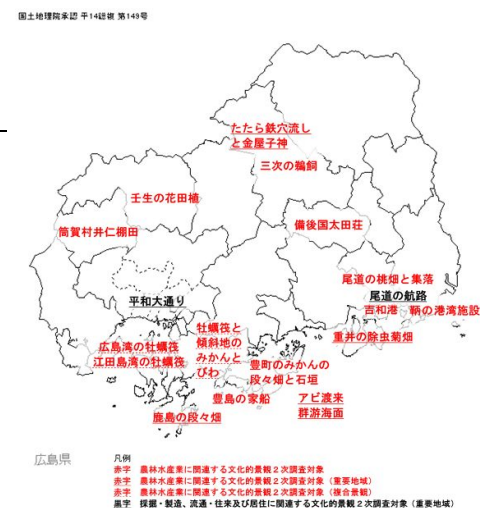 国土地理院承認 平14総複 第149号
たたら鉄穴流し
と金屋子神
三次の鵜飼
壬生の花田植
備後国太田荘
筒賀村井仁棚田
尾道の桃畑と集落
尾道の航路
平和大通り
吉和港 鞆の港湾施設
牡蠣筏と
傾斜地の
みかんと
びわ
重井の除虫菊畑
広島湾の牡蠣筏
江田島湾の牡蠣筏
豊町のみかんの
段々畑と石垣
豊島の家船
アビ渡来
群游海面
鹿島の段々畑
広島県
凡例
赤字 農林水産業に関連する文化的景観2次調査対象
赤字 農林水産業に関連する文化的景観2次調査対象(重要地域)
赤字 農林水産業に関連する文化的景観2次調査対象(複合景観)
黒字 採掘・製造、流通・往来及び居住に関連する文化的景観2次調査対象(重要地域)